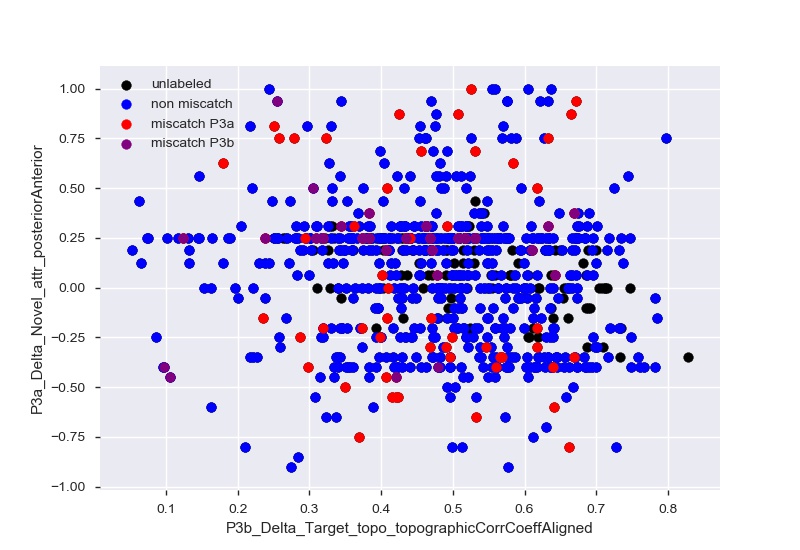 unlabeled
non miscatch
miscatch P3a
miscatch P3b
1.00
0.75
0.50
0.25
0.00
−0.25
−0.50
−0.75
−1.00
P3a_Delta_Novel_attr_posteriorAnterior
0.1 0.2 0.3 0.4 0.5 0.6 0.7 0.8
P3b_Delta_Target_topo_topographicCorrCoeffAligned